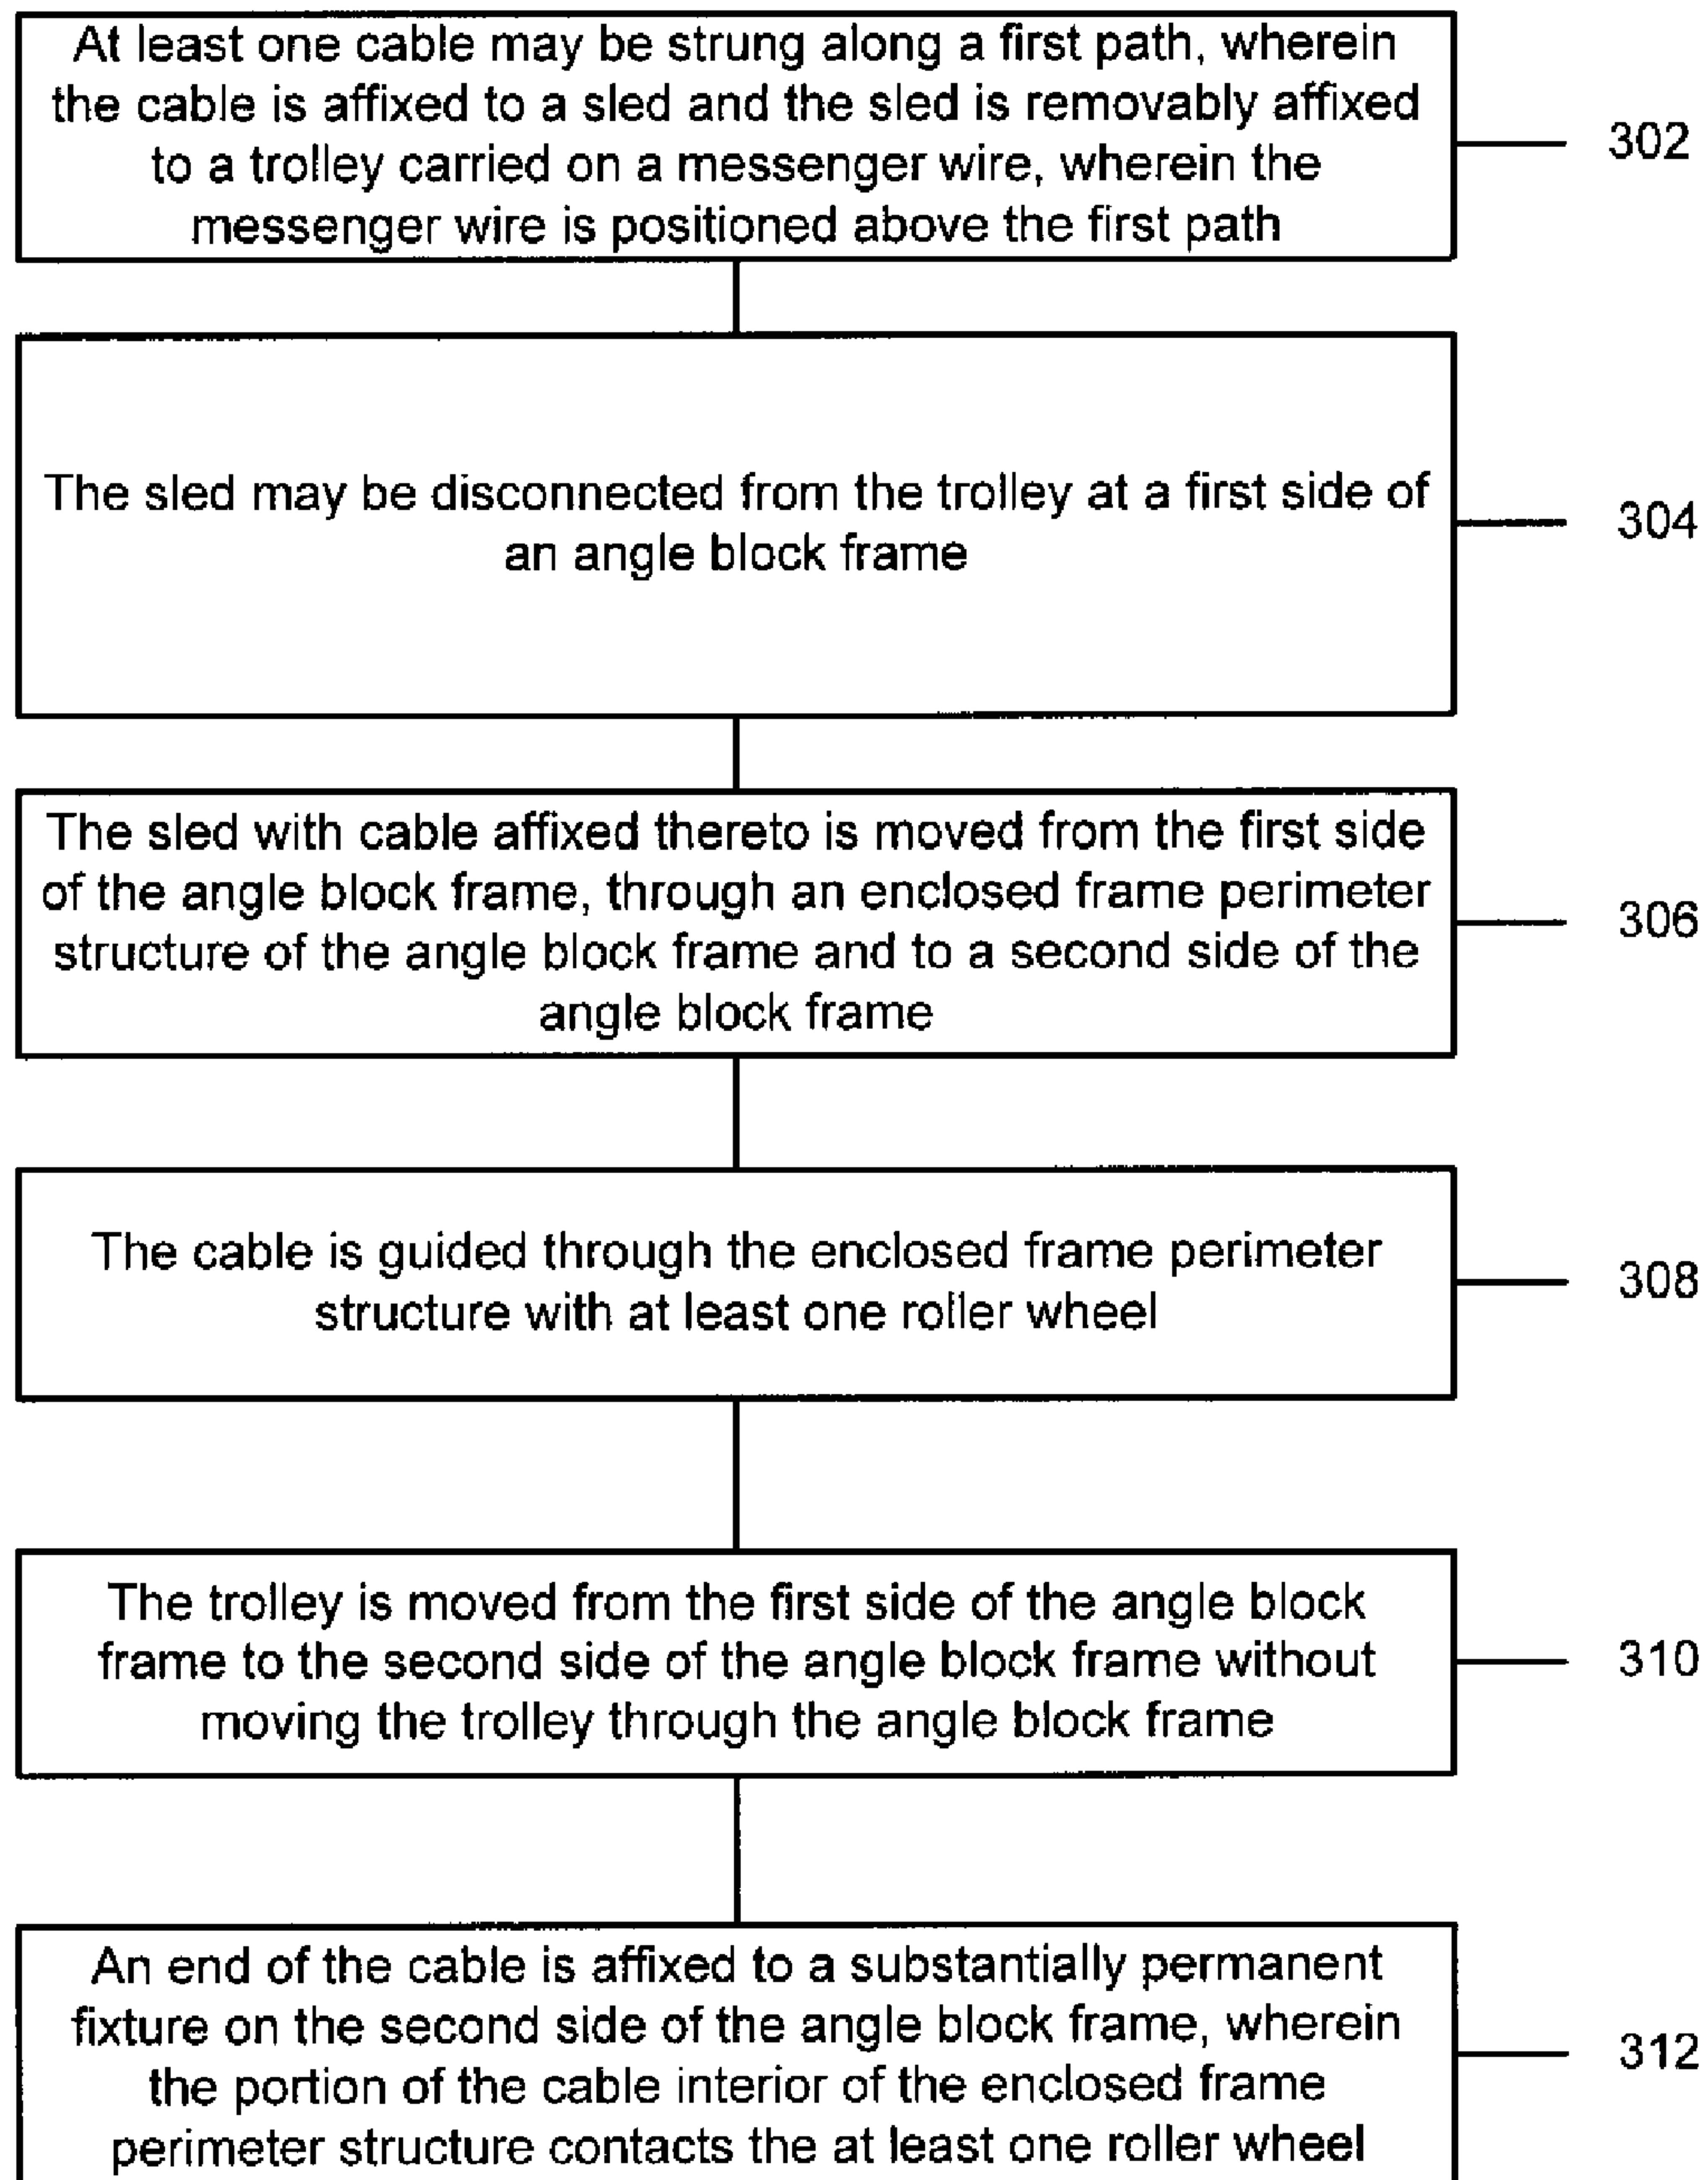 At least one cable may be strung along a first path, wherein
the cable is affixed to a sled and the sled is removably affixed
to a trolley carried on a messenger wire, wherein the
messenger wire is positioned above the first path
302
The sled may be disconnected from the trolley at a first side of
an angle block frame
304
The sled with cable affixed thereto is moved from the first side
of the angle block frame, through an enclosed frame perimeter
structure of the angle block frame and to a second side of the
angle block frame
306
The cable is guided through the enclosed frame perimeter
structure with at least one roller wheel
308
The trolley is moved from the first side of the angle block
frame to the second side of the angle block frame without
moving the trolley through the angle block frame
310
An end of the cable is affixed to a substantially permanent
fixture on the second side of the angle block frame, wherein
the portion of the cable interior of the enclosed frame
perimeter structure contacts the at least one roller wheel
312